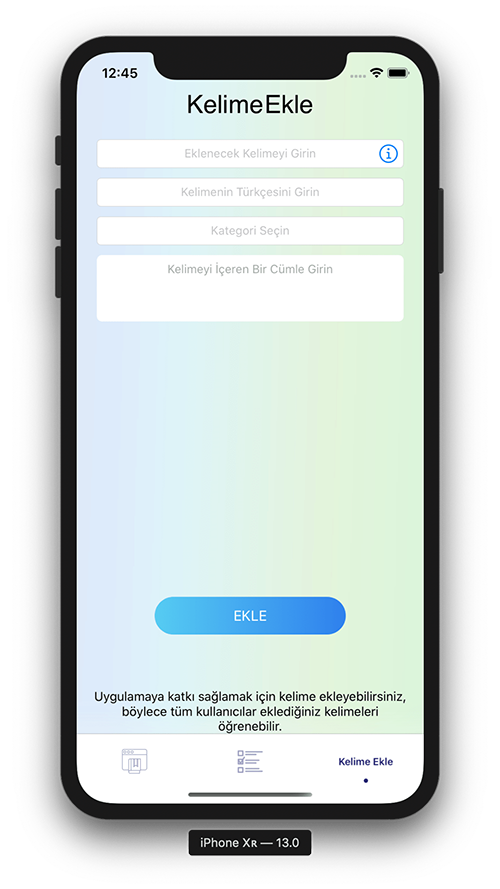 12:45
KelimeEkle
Eklenecek Kelimeyi Girin
Kelimenin Türkçesini Girin
Kategori Seçin
Kelimeyi İçeren Bir Cümle Girin
EKLE
Uygulamaya katkı sağlamak için kelime ekleyebilirsiniz,
böylece tüm kullanıcılar eklediğiniz kelimeleri
öğrenebilir.
Kelime Ekle
iPhone Xʀ — 13.0